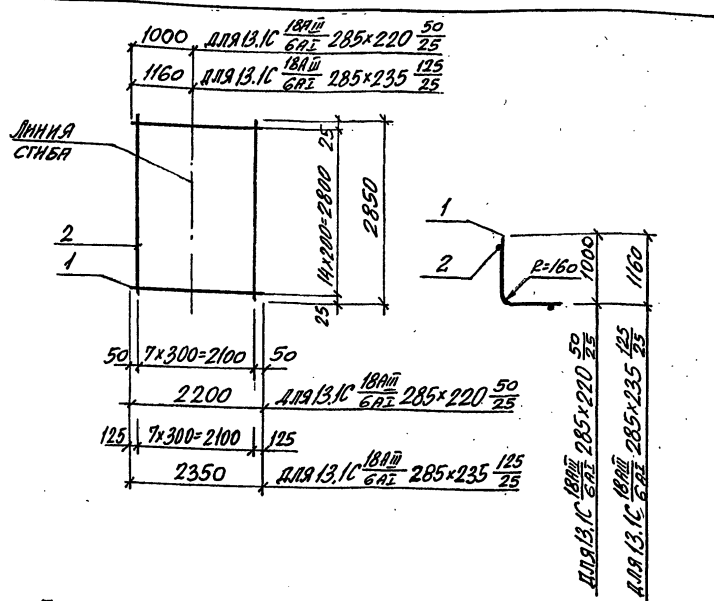 1000 ДЛЯ 13.1С 18АIII/6АI 285×220 50/25
1160 ДЛЯ 13.1С 18АIII/6АI 285×235 125/25
ЛИНИЯ
СГИБА
2
1
25
14×200=2800
25
2850
1
2
R=160
1000
1160
ДЛЯ 13.1С 18АIII/6АI 285×220 50/25
ДЛЯ 13.1С 18АIII/6АI 285×235 125/25
50 7×300=2100 50
2200 ДЛЯ 13.1С 18АIII/6АI 285×220 50/25
125 7×300=2100 125
2350 ДЛЯ 13.1С 18АIII/6АI 285×235 125/25